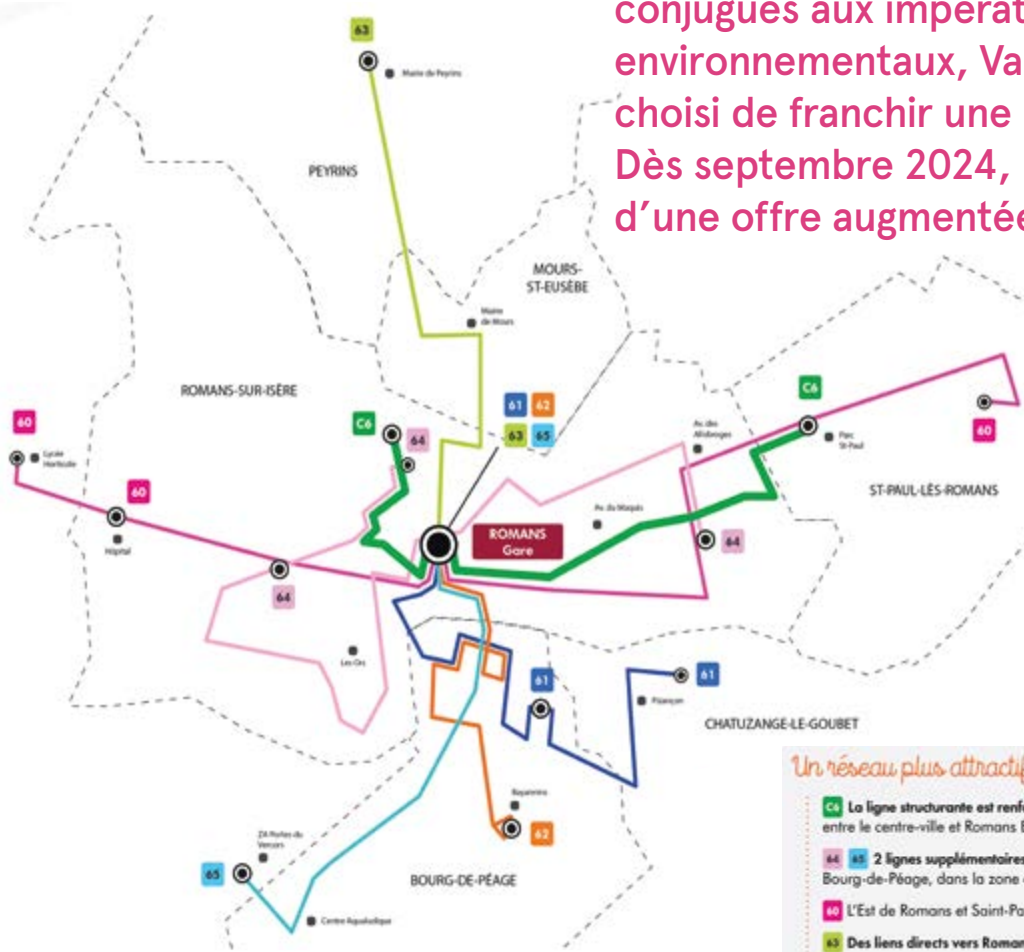 conjugués aux impérat
environnementaux, Va
choisi de franchir une
Dès septembre 2024,
d'une offre augmentée
63
Mairie de Peyrins
PEYRINS
MOURS-
ST-EUSÈBE
Mairie
de Mours
ROMANS-SUR-ISÈRE
60
Lycée
Horticole
60
Hôpital
C6
64
61 62
63 65
Av. des
Allobroges
C6
Parc
St-Paul
60
ST-PAUL-LÈS-ROMANS
Av. du Maquis
ROMANS
Gare
64
64
Les Ors
61
61
Pizançon
CHATUZANGE-LE-GOUBET
Bayannins
62
ZA Portes du
Vercors
65
BOURG-DE-PÉAGE
Centre Aqualudique
Un réseau plus attractif
C6 La ligne structurante est renf
entre le centre-ville et Romans E
64 65 2 lignes supplémentaires
Bourg-de-Péage, dans la zone
60 L'Est de Romans et Saint-Pa
63 Des liens directs vers Roman